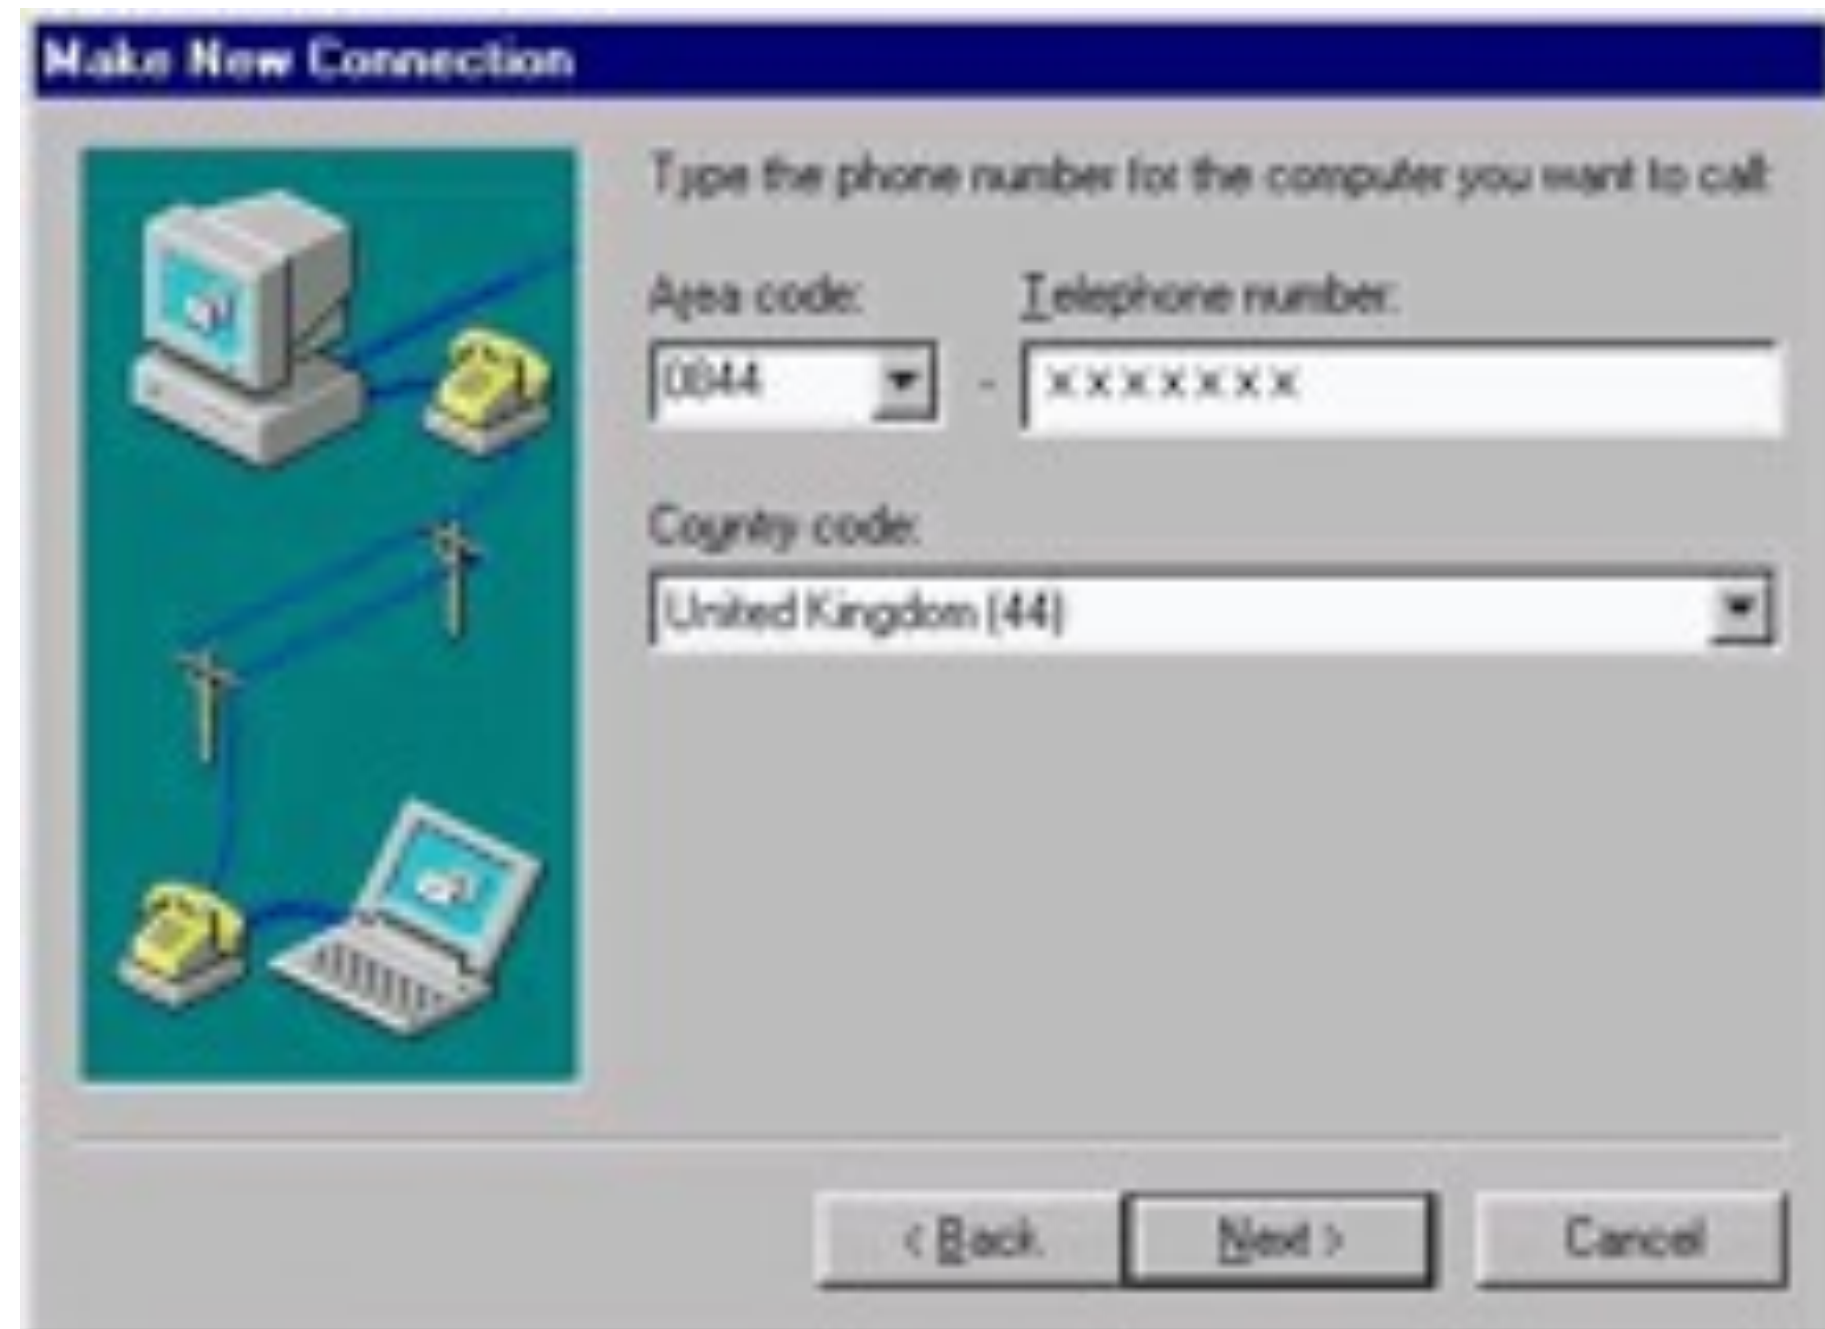 Make New Connection
Type the phone number for the computer you want to call:
Area code:
Telephone number:
0844
-
xxxxxxx
Country code:
United Kingdom (44)
< Back
Next >
Cancel